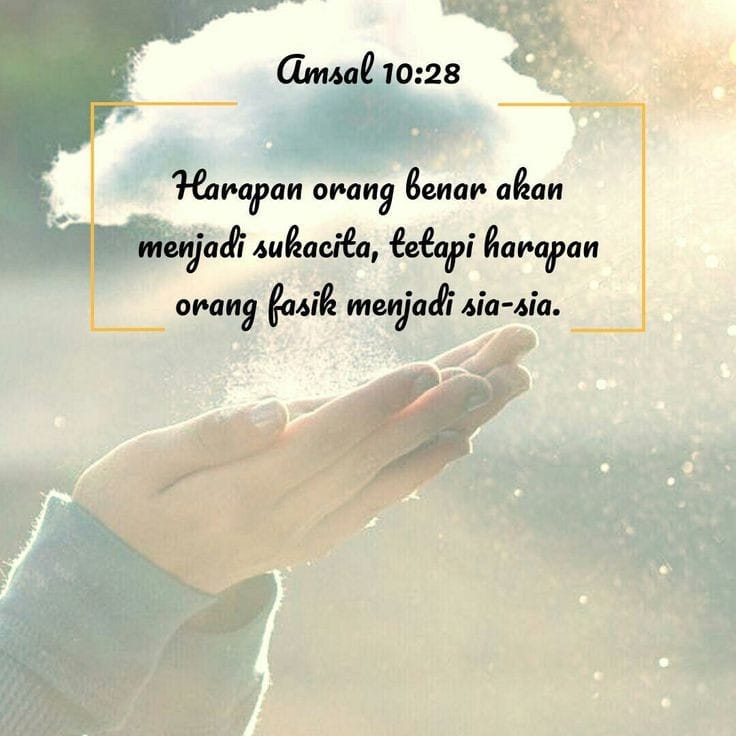 Amsal 10:28
Harapan orang benar akan
menjadi sukacita, tetapi harapan
orang fasik menjadi sia-sia.